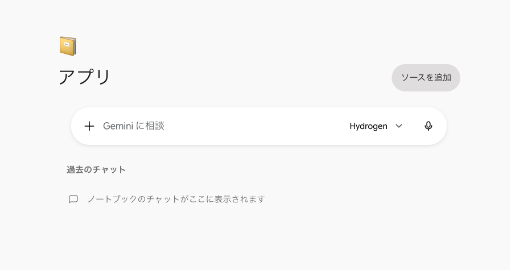 アプリ
ソースを追加
Gemini に相談
Hydrogen
過去のチャット
ノートブックのチャットがここに表示されます